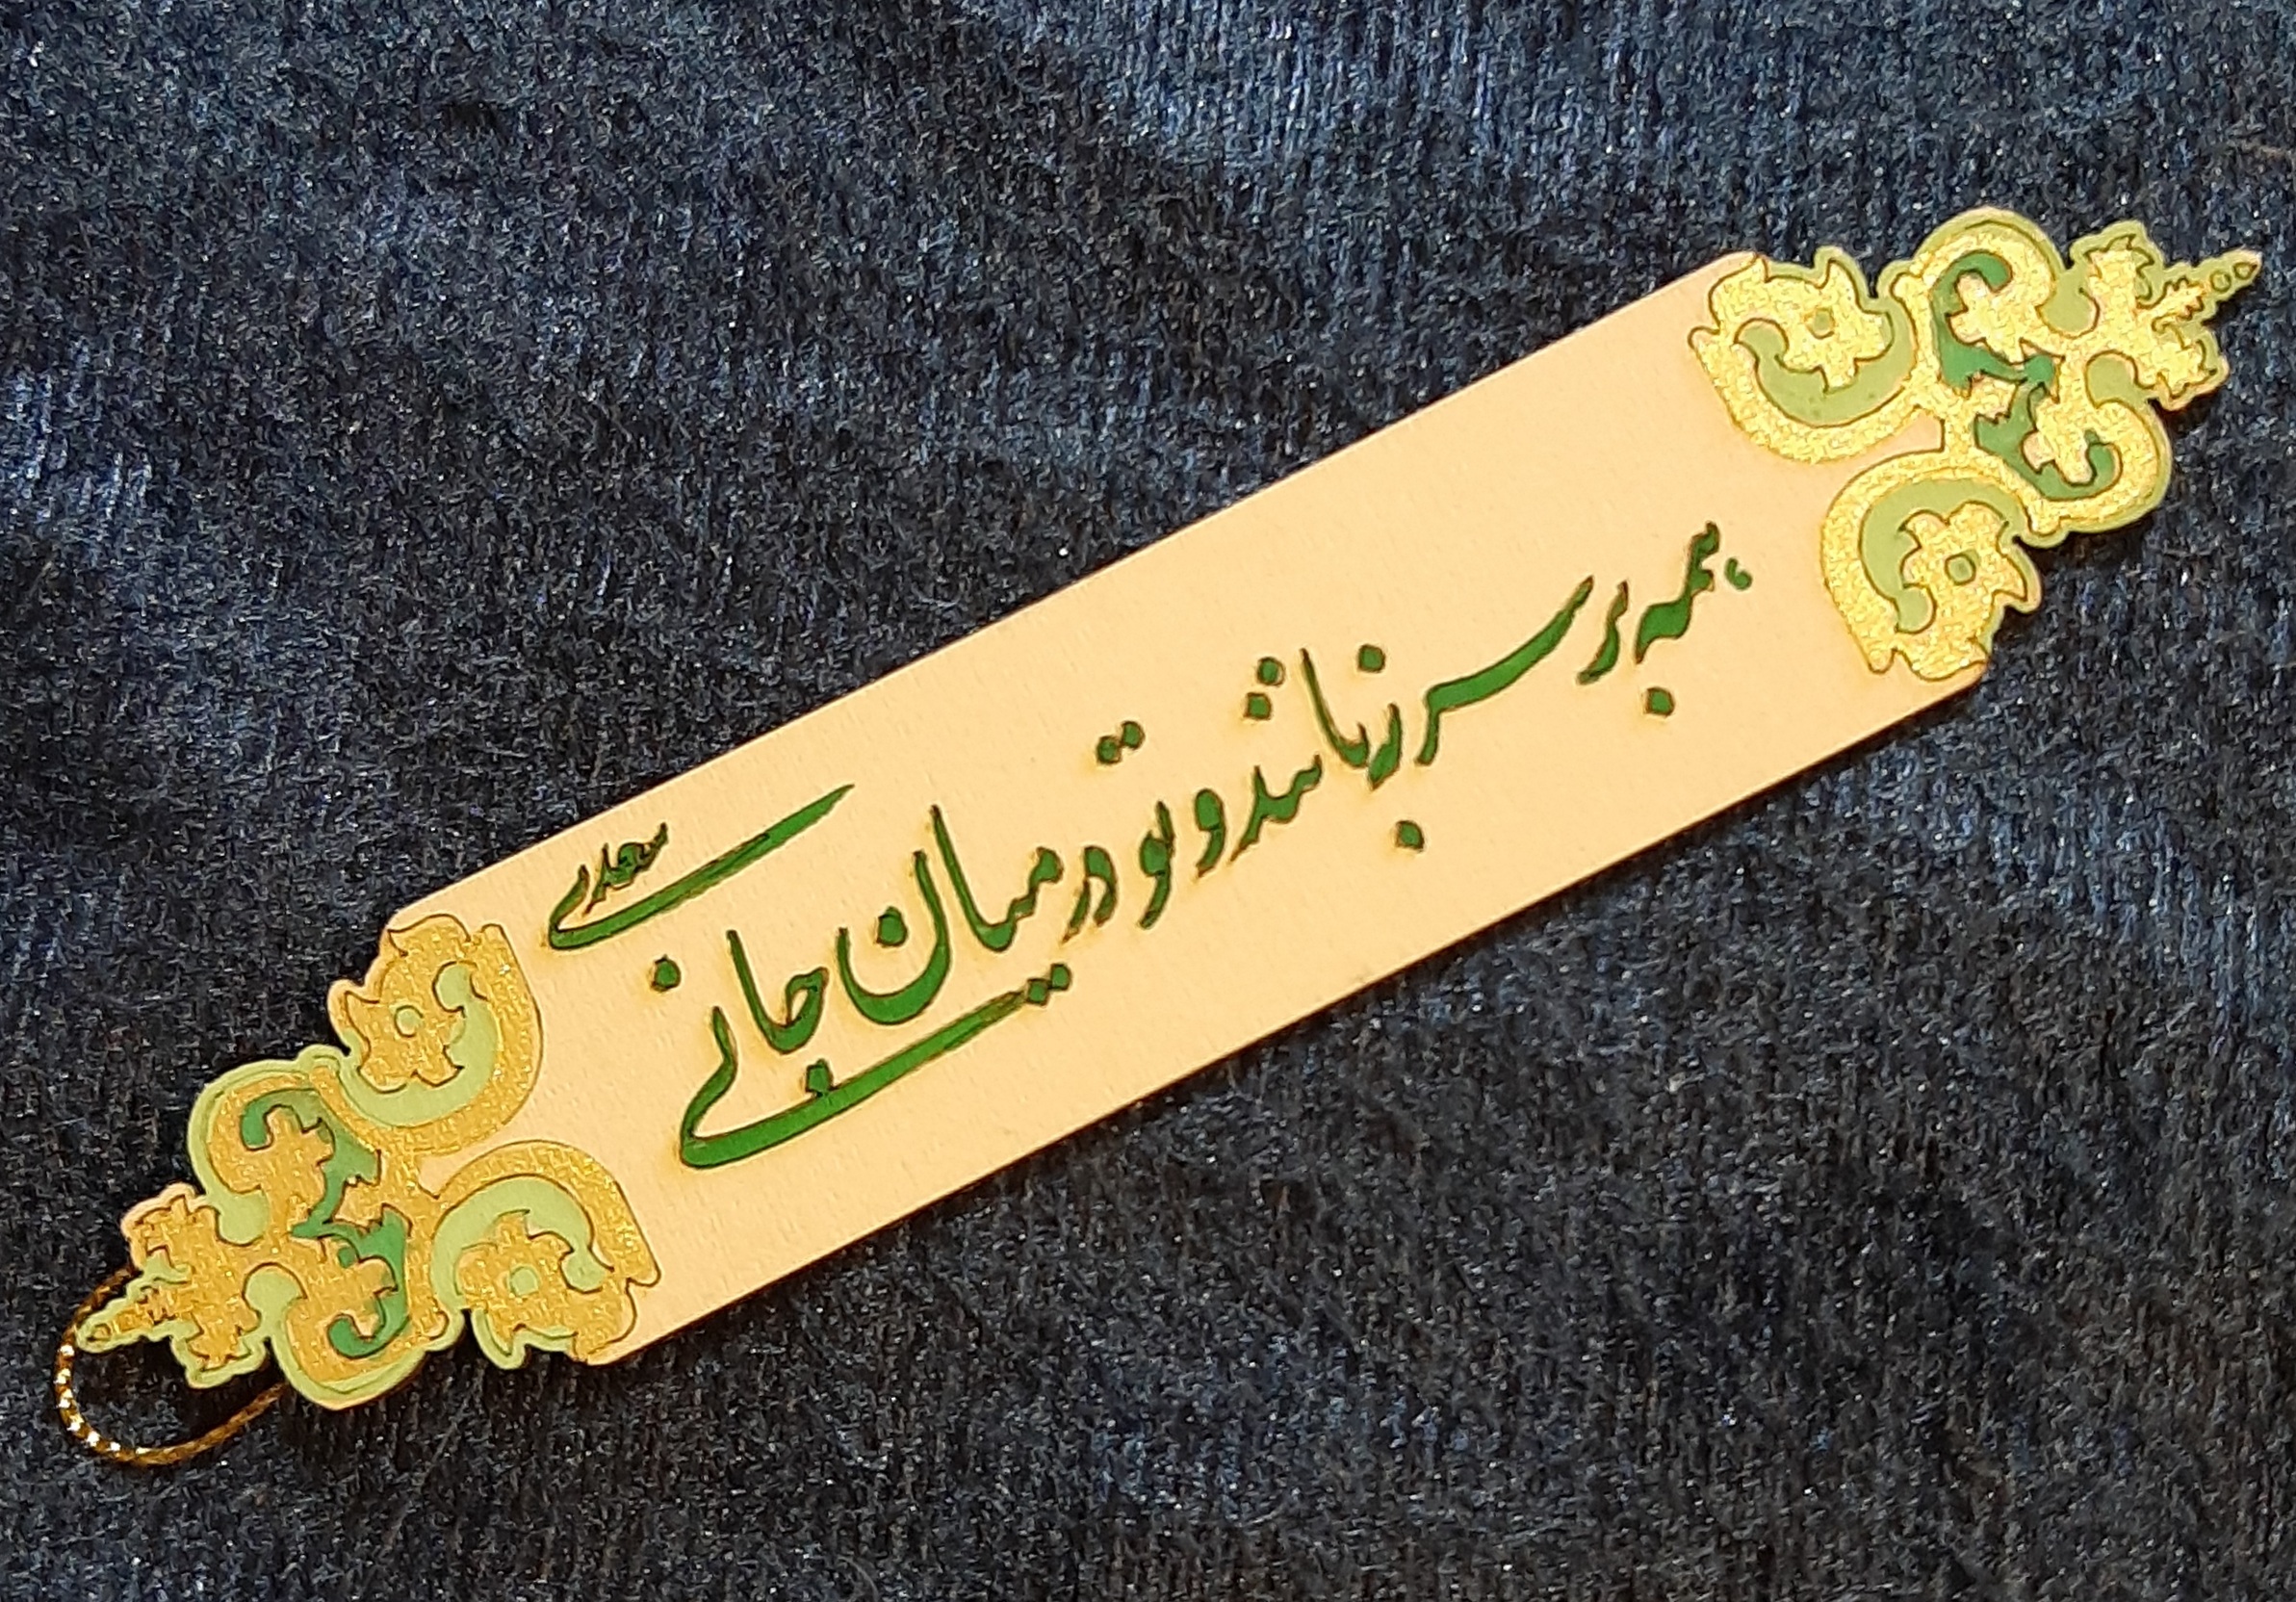 همه بر سر زبانند و تو در میان جانی
سعدی